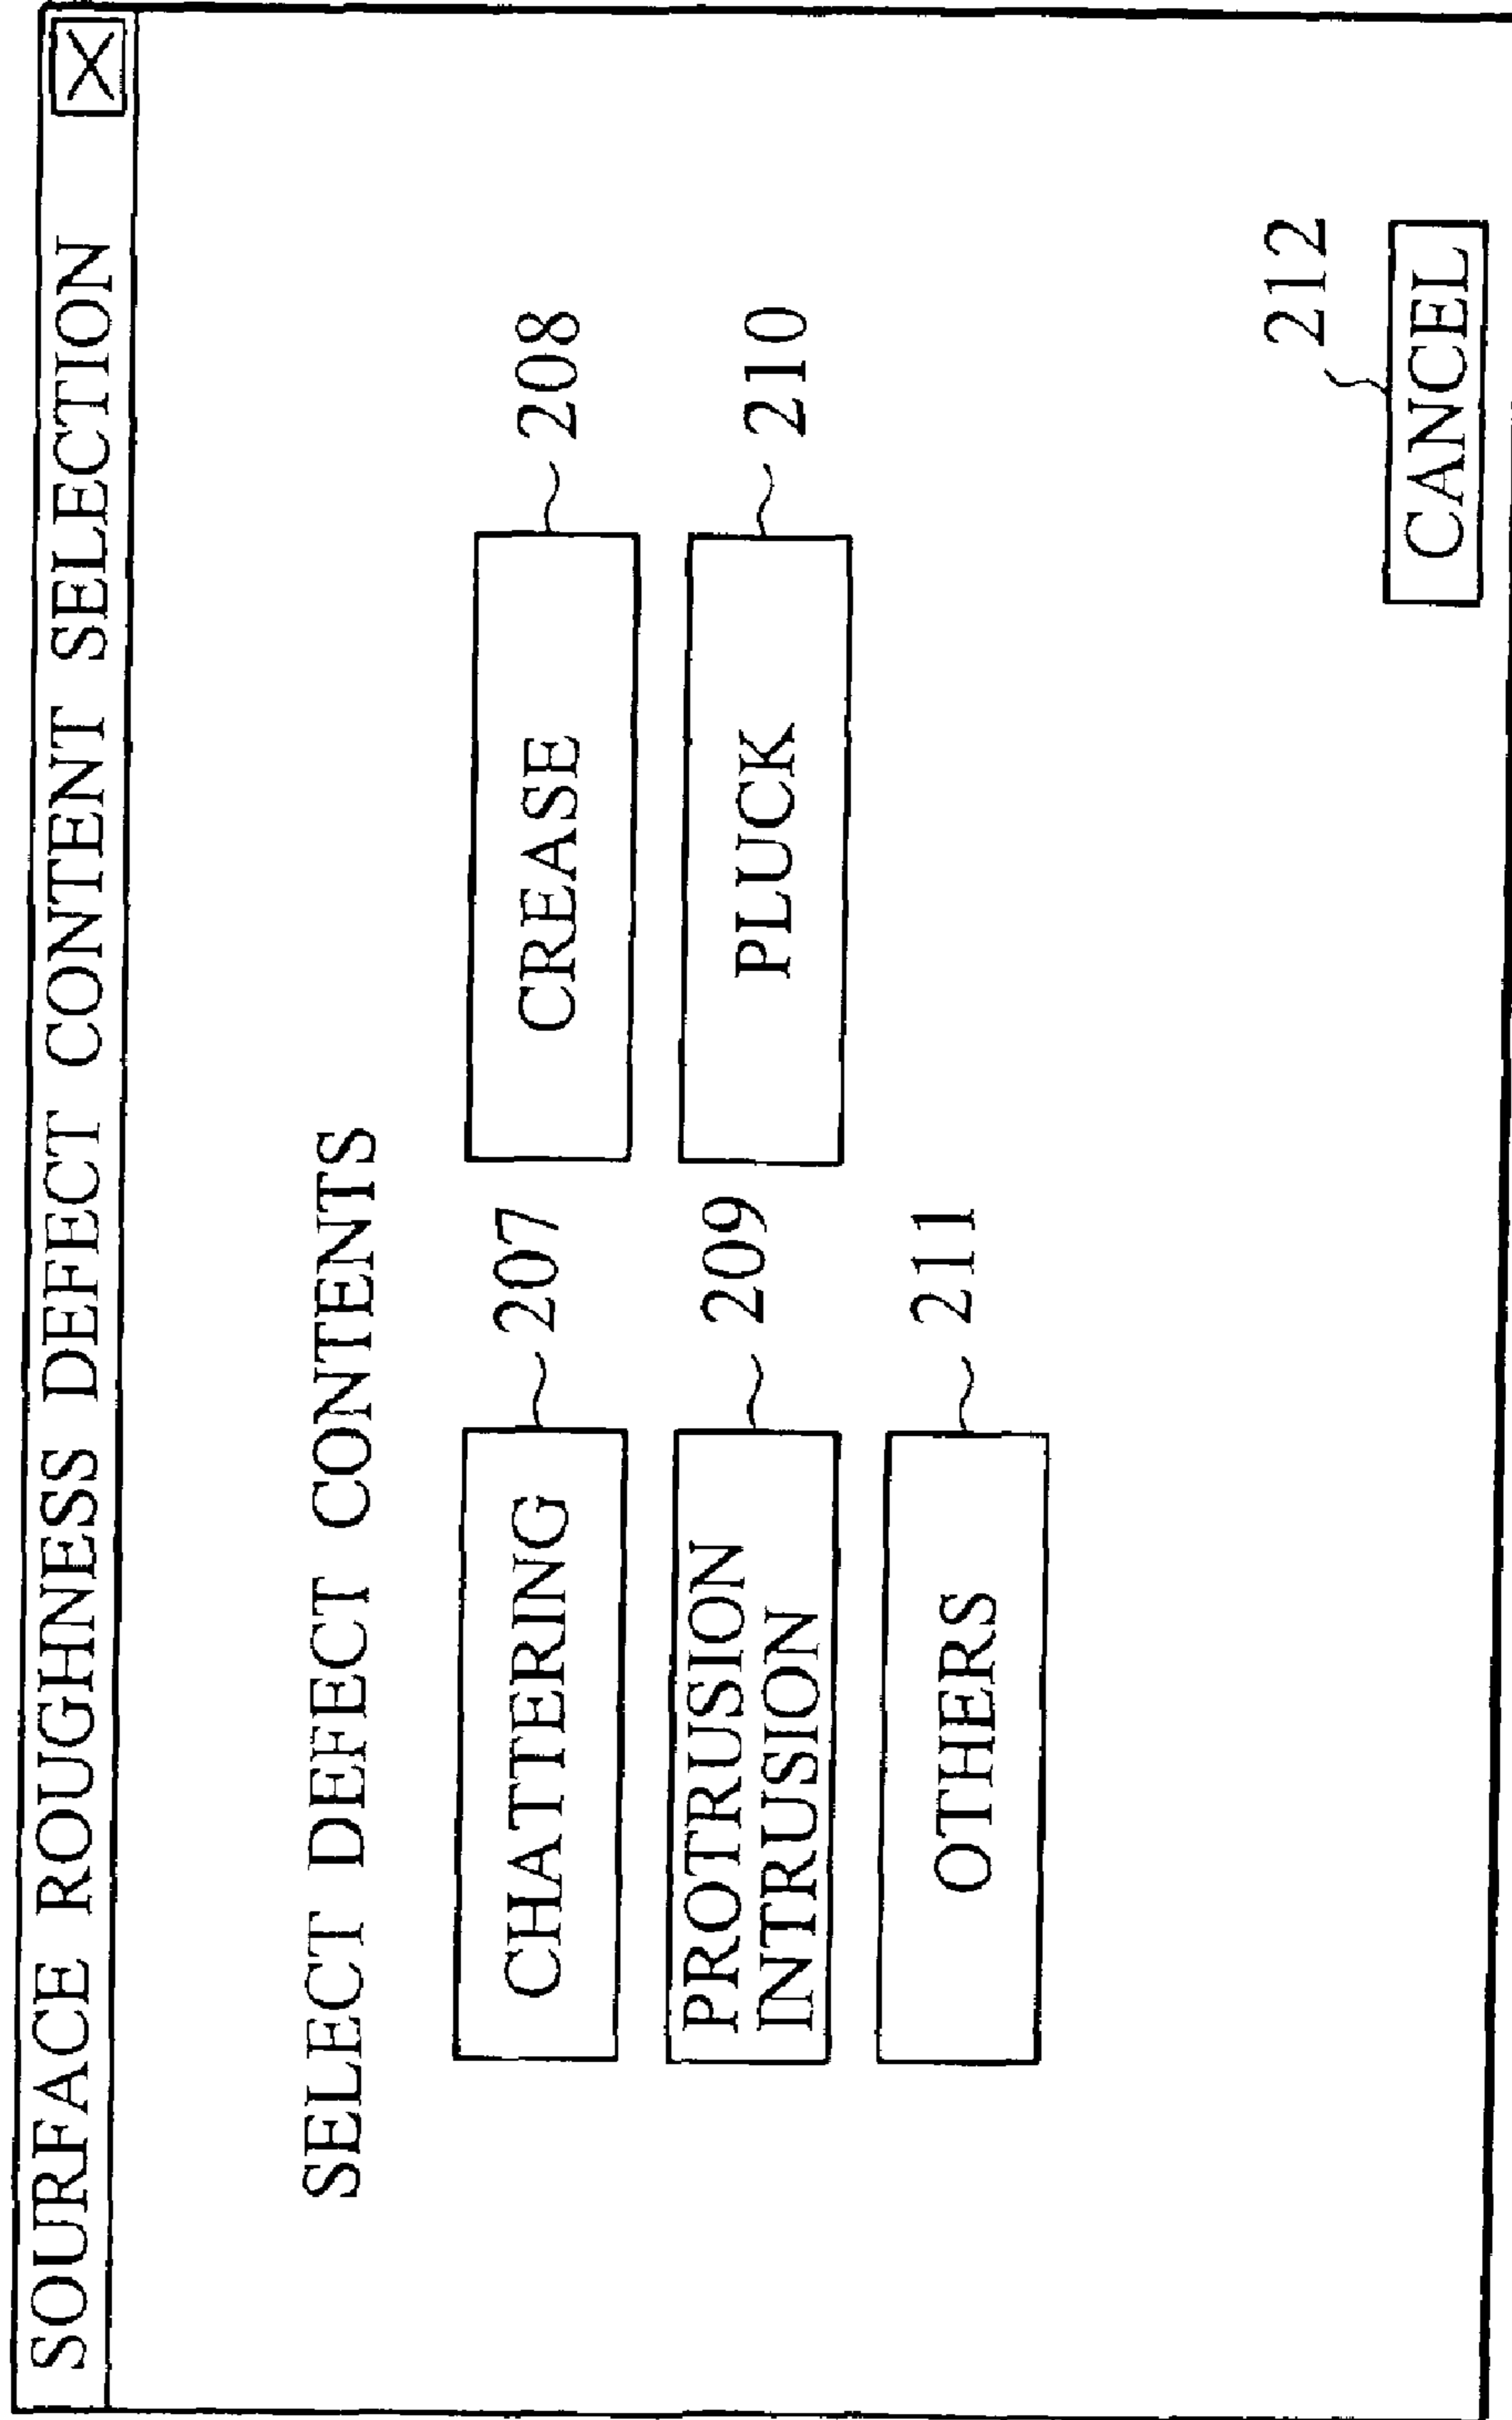 SOURFACE ROUGHNESS DEFECT CONTENT SELECTION X
SELECT DEFECT CONTENTS
CHATTERING 207 CREASE 208
PROTRUSION
INTRUSION 209 PLUCK 210
OTHERS 211
212
CANCEL